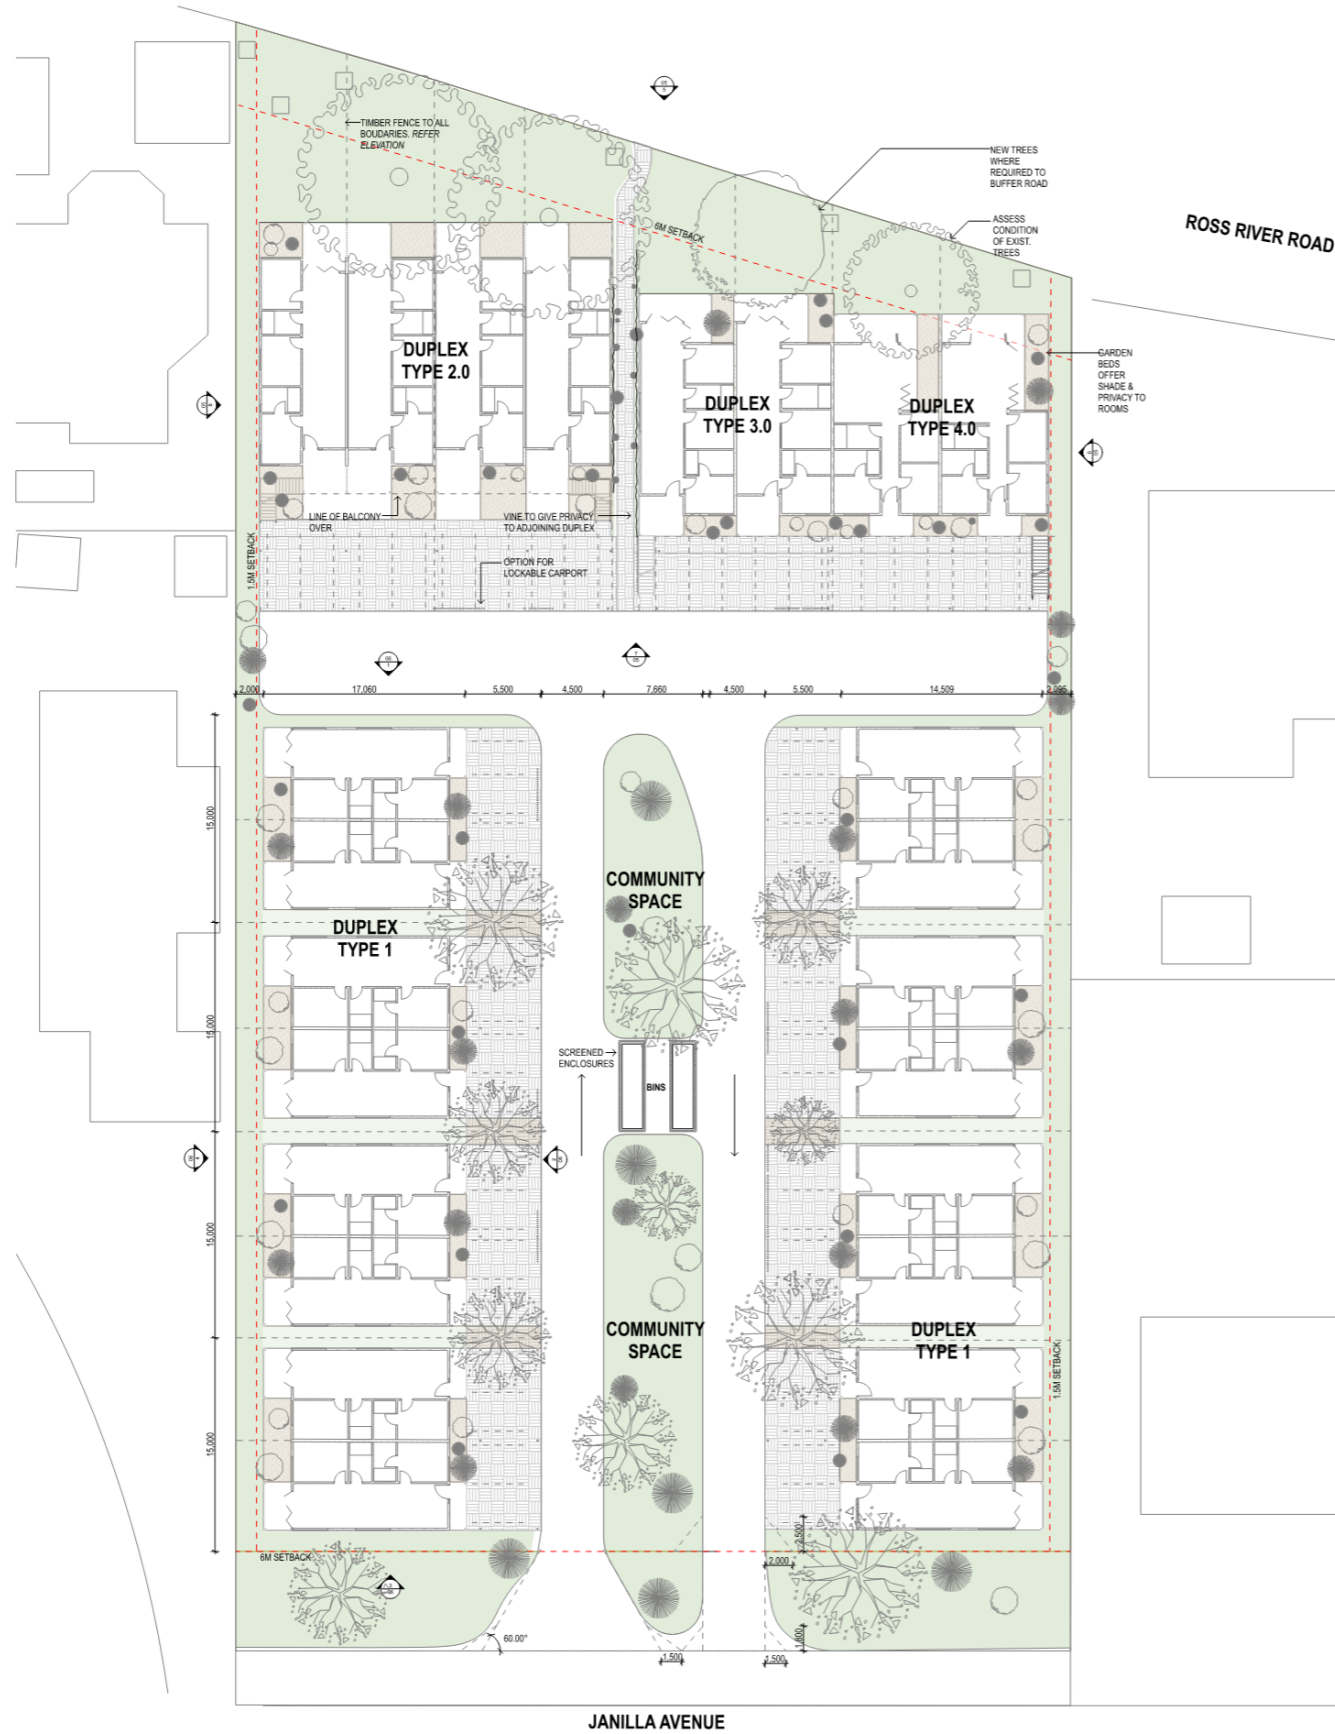 TIMBER FENCE TO ALL
BOUDARIES. REFER
ELEVATION
NEW TREES
WHERE
REQUIRED TO
BUFFER ROAD
ASSESS
CONDITION
OF EXIST.
TREES
ROSS RIVER ROAD
6M SETBACK
DUPLEX
TYPE 2.0
DUPLEX
TYPE 3.0
DUPLEX
TYPE 4.0
GARDEN
BEDS
OFFER
SHADE &
PRIVACY TO
ROOMS
LINE OF BALCONY
OVER
VINE TO GIVE PRIVACY
TO ADJOINING DUPLEX
OPTION FOR
LOCKABLE CARPORT
1.5M SETBACK
2,000
17,060
5,500
4,500
7,660
4,500
5,500
14,509
2,095
15,000
COMMUNITY
SPACE
DUPLEX
TYPE 1
15,000
SCREENED
ENCLOSURES
BINS
15,000
COMMUNITY
SPACE
DUPLEX
TYPE 1
1.5M SETBACK
15,000
6M SETBACK
2,500
2,000
60.00°
1,500
1,500
JANILLA AVENUE